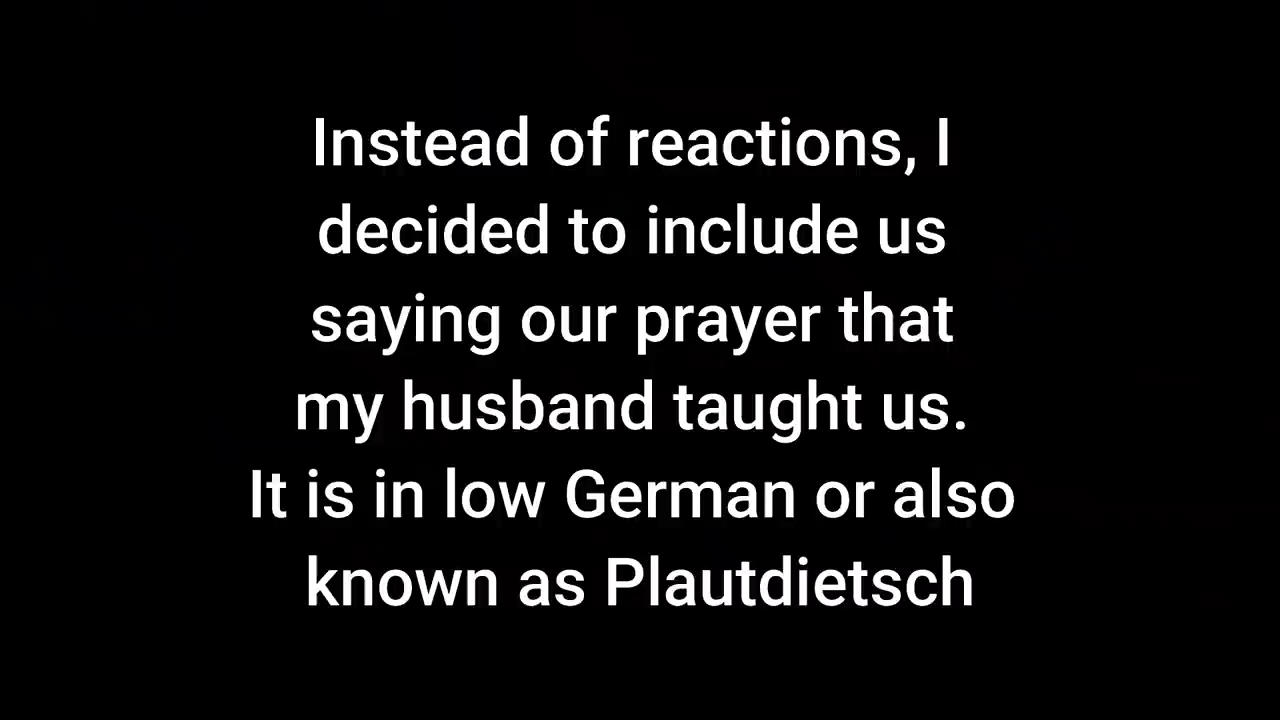 Instead of reactions, I
decided to include us
saying our prayer that
my husband taught us.
It is in low German or also
known as Plautdietsch